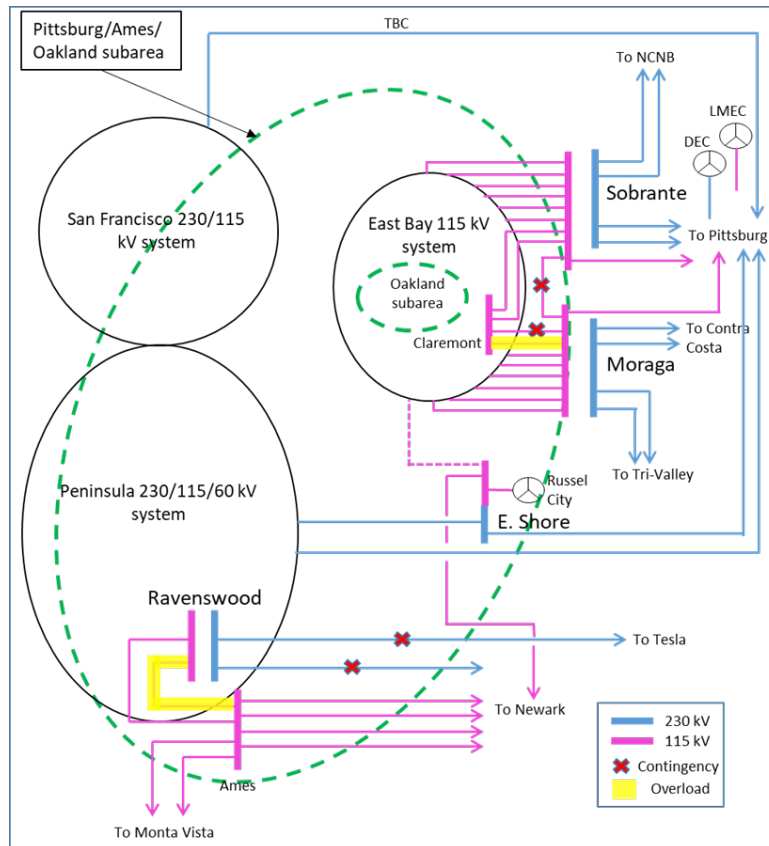 Pittsburg/Ames/
Oakland subarea
TBC
To NCNB
LMEC
DEC
San Francisco 230/115
kV system
East Bay 115 kV
system
Sobrante
To Pittsburg
Oakland
subarea
Claremont
To Contra
Costa
Moraga
To Tri-Valley
Peninsula 230/115/60 kV
system
Russel
City
E. Shore
Ravenswood
To Tesla
To Newark
Ames
To Monta Vista
230 kV
115 kV
Contingency
Overload